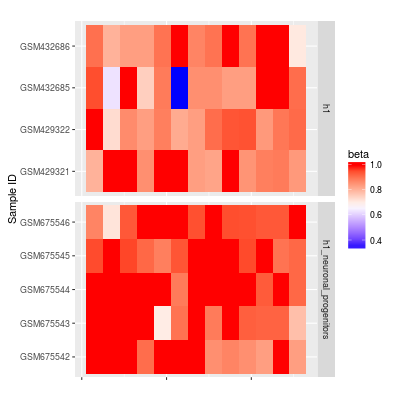 GSM432686
GSM432685
GSM429322
GSM429321
h1
GSM675546
GSM675545
GSM675544
GSM675543
GSM675542
h1_neuronal_progenitors
Sample ID
beta
1.0
0.8
0.6
0.4